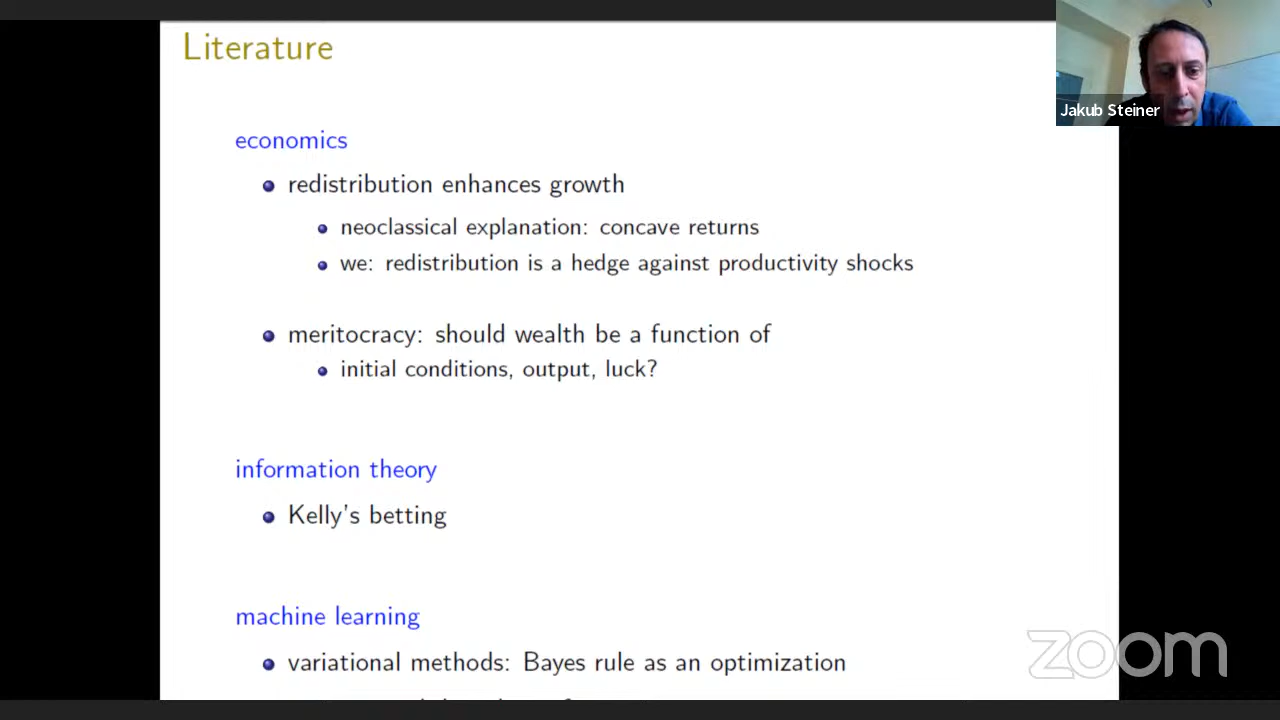 Literature
Jakub Steiner
economics
redistribution enhances growth
neoclassical explanation: concave returns
we: redistribution is a hedge against productivity shocks
meritocracy: should wealth be a function of
initial conditions, output, luck?
information theory
Kelly's betting
machine learning
variational methods: Bayes rule as an optimization
zoom